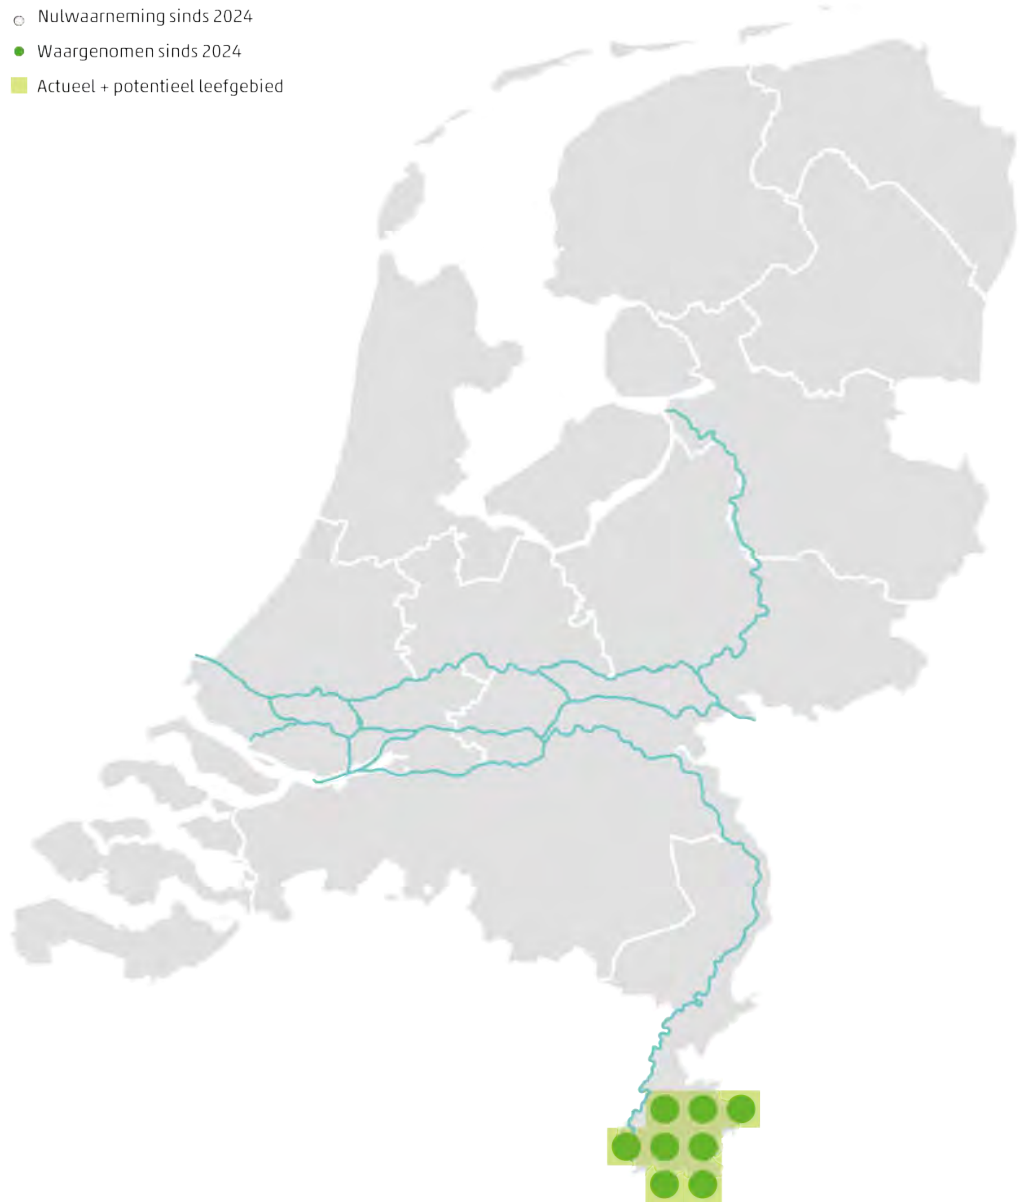 Nulwaarneming sinds 2024
Waargenomen sinds 2024
Actueel + potentieel leefgebied